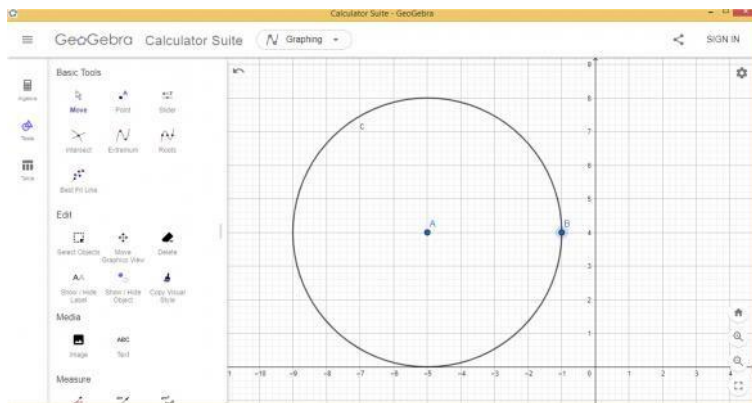 Calculator Suite - GeoGebra
GeoGebra Calculator Suite
Graphing
SIGN IN
Algebra
Tools
Table
Basic Tools
Move Point Slider
Intersect Extremum Roots
Best Fit Line
Edit
Select Objects Move Graphics View Delete
Show / Hide Label Show / Hide Object Copy Visual Style
Media
ABC
Image Text
Measure
9
8
7
6
5
4
3
2
1
c
A
B
-10 -9 -8 -7 -6 -5 -4 -3 -2 -1 0 1 2 3 4